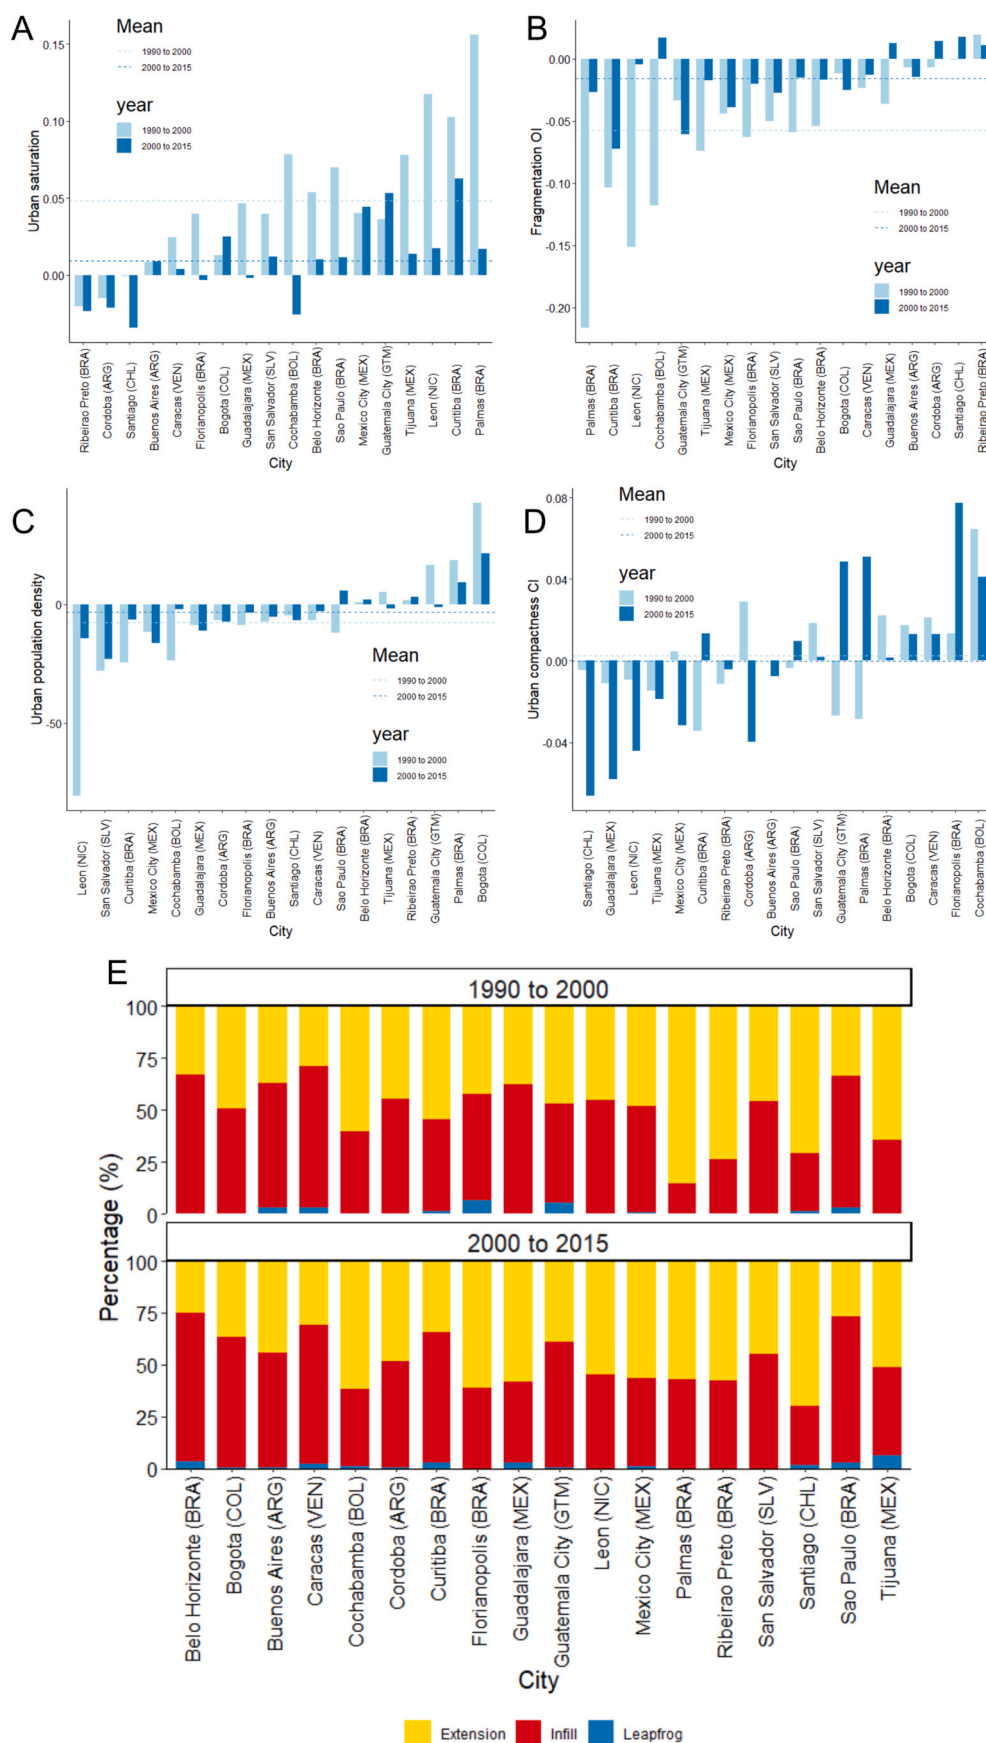 A
Mean
1990 to 2000
2000 to 2015
year
1990 to 2000
2000 to 2015
Urban saturation
0.15
0.10
0.05
0.00
Ribeirao Preto (BRA)
Cordoba (ARG)
Santiago (CHL)
Buenos Aires (ARG)
Caracas (VEN)
Florianopolis (BRA)
Bogota (COL)
Guadalajara (MEX)
San Salvador (SLV)
Cochabamba (BOL)
Belo Horizonte (BRA)
Sao Paulo (BRA)
Mexico City (MEX)
Guatemala City (GTM)
Tijuana (MEX)
Leon (NIC)
Curitiba (BRA)
Palmas (BRA)
City
B
Fragmentation OI
0.00
-0.05
-0.10
-0.15
-0.20
Mean
1990 to 2000
2000 to 2015
year
1990 to 2000
2000 to 2015
Palmas (BRA)
Curitiba (BRA)
Leon (NIC)
Cochabamba (BOL)
Guatemala City (GTM)
Tijuana (MEX)
Mexico City (MEX)
Florianopolis (BRA)
San Salvador (SLV)
Sao Paulo (BRA)
Belo Horizonte (BRA)
Bogota (COL)
Caracas (VEN)
Guadalajara (MEX)
Buenos Aires (ARG)
Cordoba (ARG)
Santiago (CHL)
Ribeirao Preto (BRA)
City
C
Urban population density
0
-50
Mean
1990 to 2000
2000 to 2015
year
1990 to 2000
2000 to 2015
Leon (NIC)
San Salvador (SLV)
Curitiba (BRA)
Mexico City (MEX)
Cochabamba (BOL)
Guadalajara (MEX)
Cordoba (ARG)
Florianopolis (BRA)
Buenos Aires (ARG)
Santiago (CHL)
Caracas (VEN)
Sao Paulo (BRA)
Belo Horizonte (BRA)
Tijuana (MEX)
Ribeirao Preto (BRA)
Guatemala City (GTM)
Palmas (BRA)
Bogota (COL)
City
D
Mean
1990 to 2000
2000 to 2015
year
1990 to 2000
2000 to 2015
Urban compactness CI
0.08
0.04
0.00
-0.04
Santiago (CHL)
Guadalajara (MEX)
Leon (NIC)
Tijuana (MEX)
Mexico City (MEX)
Curitiba (BRA)
Ribeirao Preto (BRA)
Cordoba (ARG)
Buenos Aires (ARG)
Sao Paulo (BRA)
San Salvador (SLV)
Guatemala City (GTM)
Palmas (BRA)
Belo Horizonte (BRA)
Bogota (COL)
Caracas (VEN)
Florianopolis (BRA)
Cochabamba (BOL)
City
E
1990 to 2000
100
75
50
25
0
Percentage (%)
2000 to 2015
100
75
50
25
0
Belo Horizonte (BRA)
Bogota (COL)
Buenos Aires (ARG)
Caracas (VEN)
Cochabamba (BOL)
Cordoba (ARG)
Curitiba (BRA)
Florianopolis (BRA)
Guadalajara (MEX)
Guatemala City (GTM)
Leon (NIC)
Mexico City (MEX)
Palmas (BRA)
Ribeirao Preto (BRA)
San Salvador (SLV)
Santiago (CHL)
Sao Paulo (BRA)
Tijuana (MEX)
City
Extension
Infill
Leapfrog